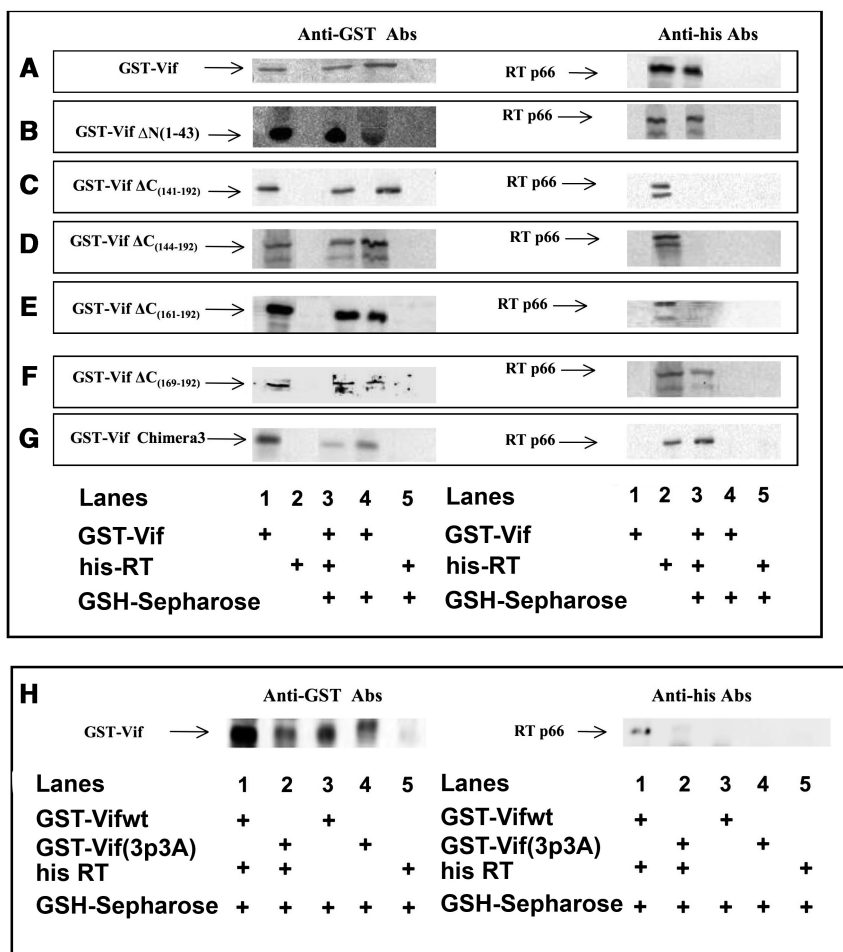 Anti-GST Abs Anti-his Abs
A GST-Vif RT p66
B GST-Vif ΔN(1-43) RT p66
C GST-Vif ΔC(141-192) RT p66
D GST-Vif ΔC(144-192) RT p66
E GST-Vif ΔC(161-192) RT p66
F GST-Vif ΔC(169-192) RT p66
G GST-Vif Chimera3 RT p66
Lanes 1 2 3 4 5 Lanes 1 2 3 4 5
GST-Vif + + + GST-Vif + + +
his-RT + + + his-RT + + +
GSH-Sepharose + + + GSH-Sepharose + + +
H Anti-GST Abs Anti-his Abs
GST-Vif RT p66
Lanes 1 2 3 4 5 Lanes 1 2 3 4 5
GST-Vifwt + + GST-Vifwt + +
GST-Vif(3p3A) + + GST-Vif(3p3A) + +
his RT + + + his RT + + +
GSH-Sepharose + + + + + GSH-Sepharose + + + + +